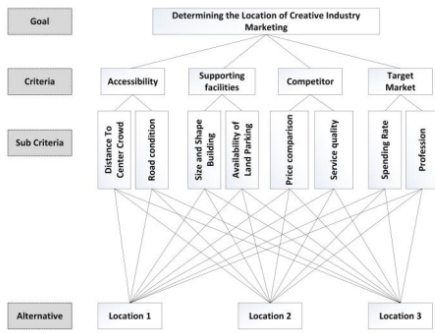 Goal
Determining the Location of Creative Industry
Marketing
Criteria
Accessibility
Supporting
facilities
Competitor
Target
Market
Sub Criteria
Distance To
Center Crowd
Road condition
Size and Shape
Building
Availability of
Land Parking
Price comparison
Service quality
Spending Rate
Profession
Alternative
Location 1
Location 2
Location 3